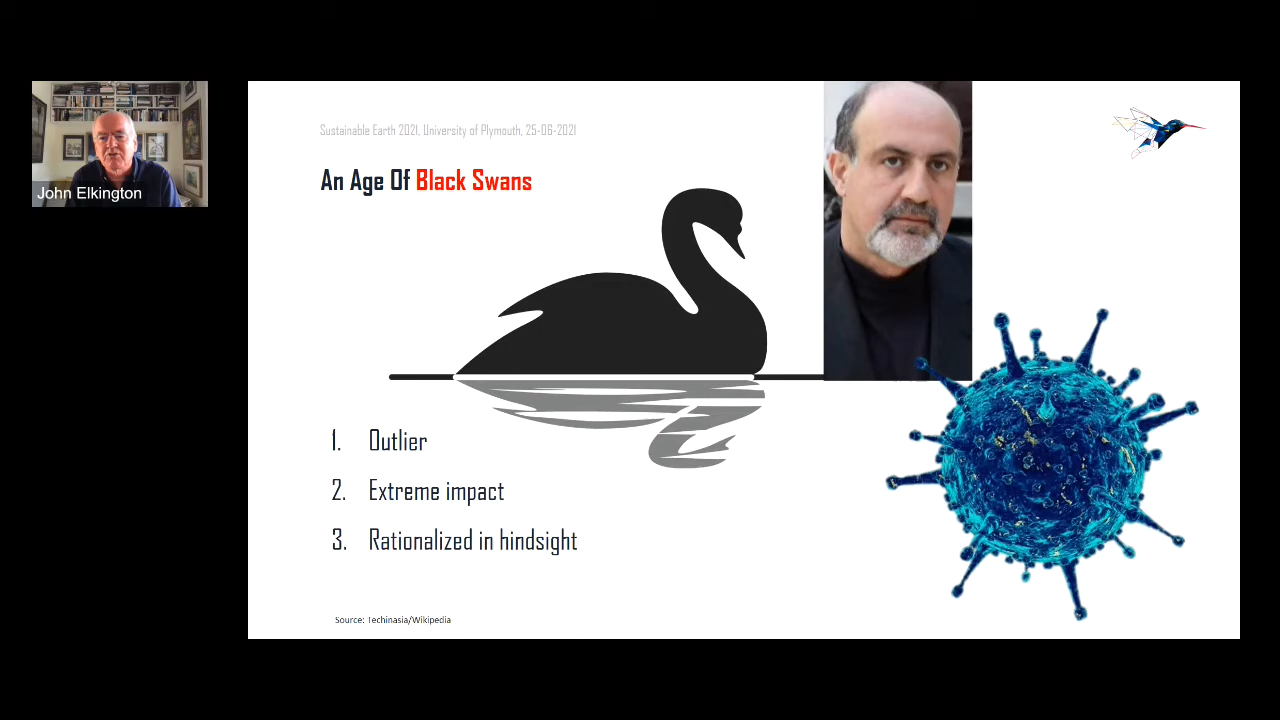 John Elkington
Sustainable Earth 2021, University of Plymouth, 25-06-2021
An Age Of Black Swans
1. Outlier
2. Extreme impact
3. Rationalized in hindsight
Source: Techinasia/Wikipedia